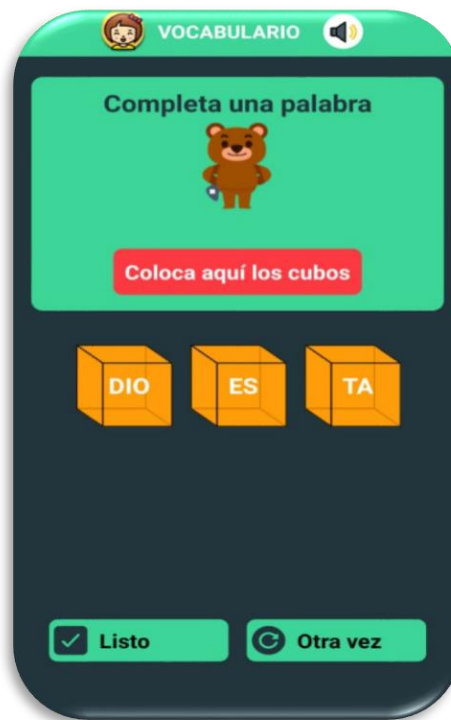 VOCABULARIO
Completa una palabra
Coloca aquí los cubos
DIO ES TA
Listo Otra vez